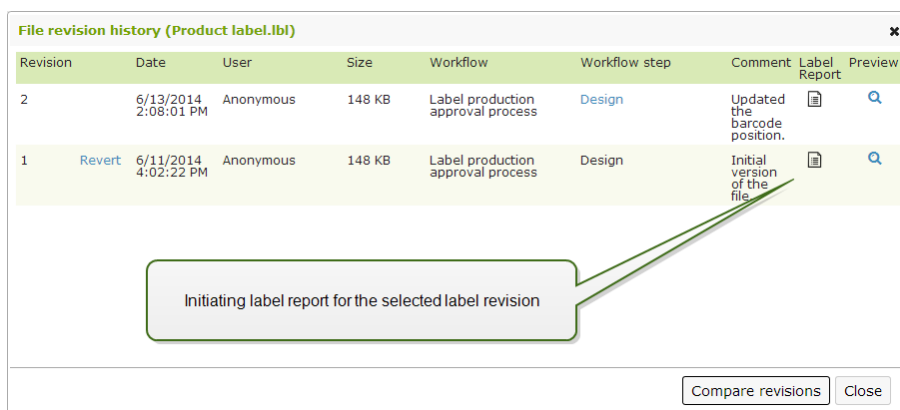 File revision history (Product label.lbl)
Revision Date User Size Workflow Workflow step Comment Label Report Preview
2 6/13/2014 2:08:01 PM Anonymous 148 KB Label production approval process Design Updated the barcode position.
1 Revert 6/11/2014 4:02:22 PM Anonymous 148 KB Label production approval process Design Initial version of the file.
Initiating label report for the selected label revision
Compare revisions Close